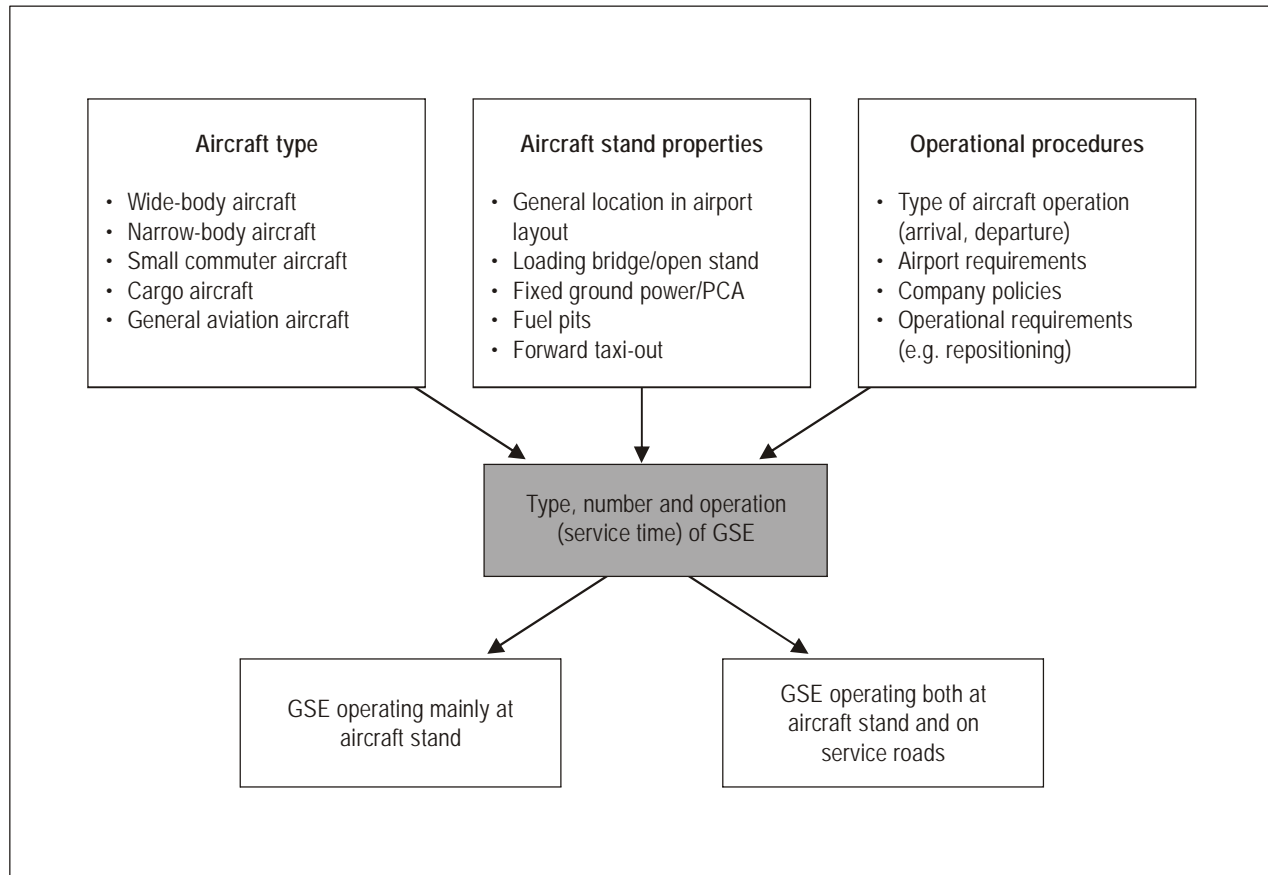 Aircraft type
• Wide-body aircraft
• Narrow-body aircraft
• Small commuter aircraft
• Cargo aircraft
• General aviation aircraft
Aircraft stand properties
• General location in airport
layout
• Loading bridge/open stand
• Fixed ground power/PCA
• Fuel pits
• Forward taxi-out
Operational procedures
• Type of aircraft operation
(arrival, departure)
• Airport requirements
• Company policies
• Operational requirements
(e.g. repositioning)
Type, number and operation
(service time) of GSE
GSE operating mainly at
aircraft stand
GSE operating both at
aircraft stand and on
service roads